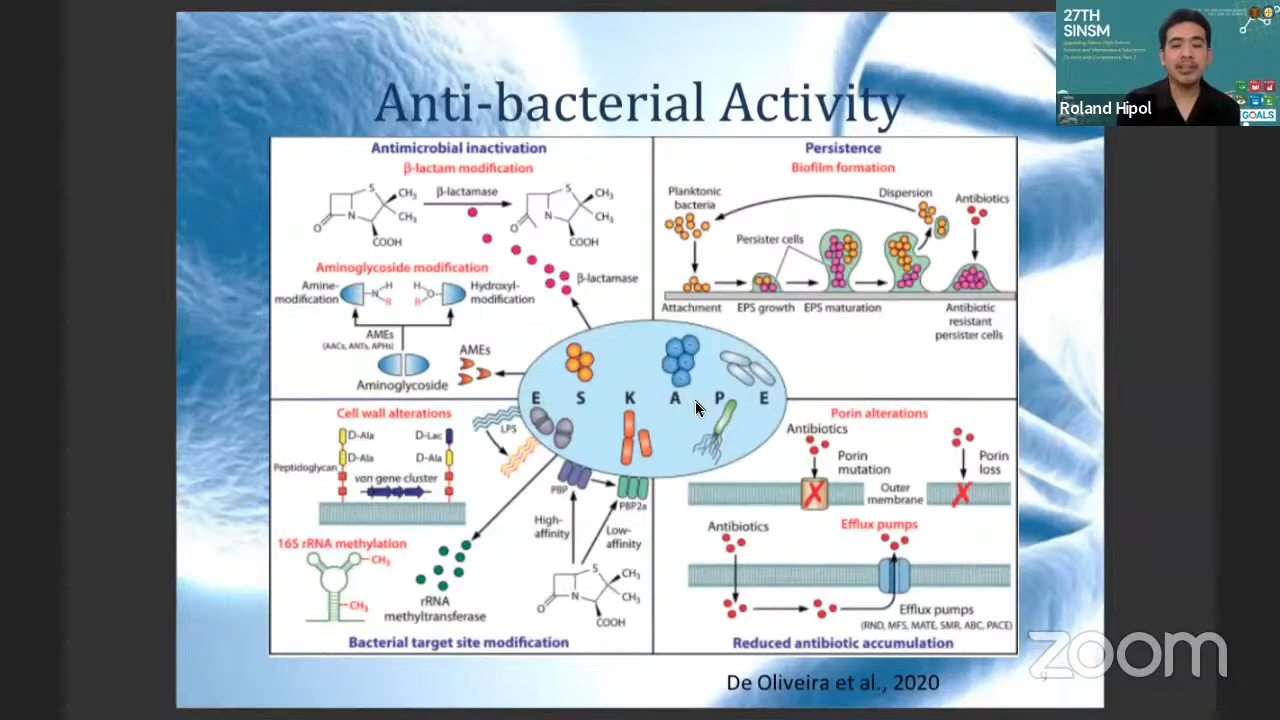 Anti-bacterial Activity
27TH
SINSM
Roland Hipol
GOALS
Antimicrobial inactivation
β-lactam modification
β-lactamase
S
CH₃
CH₃
N
O
COOH
S
CH₃
CH₃
N
O
COOH
β-lactamase
Aminoglycoside modification
Amine-
modification
N
H
R
H
O
R
Hydroxyl-
modification
AMEs
(AACs, ANTs, APHs)
Aminoglycoside
AMEs
Persistence
Biofilm formation
Planktonic
bacteria
Dispersion
Antibiotics
Persister cells
Attachment
EPS growth
EPS maturation
Antibiotic
resistant
persister cells
E S K A P E
Cell wall alterations
D-Ala
D-Lac
D-Ala
D-Ala
Peptidoglycan
van gene cluster
LPS
PBP
PBP2a
High-
affinity
Low-
affinity
16S rRNA methylation
CH₃
CH₃
rRNA
methyltransferase
S
CH₃
CH₃
N
O
COOH
Bacterial target site modification
Porin alterations
Antibiotics
Porin
mutation
Porin
loss
Outer
membrane
X
X
Antibiotics
Efflux pumps
Efflux pumps
(RND, MFS, MATE, SMR, ABC, PACE)
Reduced antibiotic accumulation
De Oliveira et al., 2020
zoom